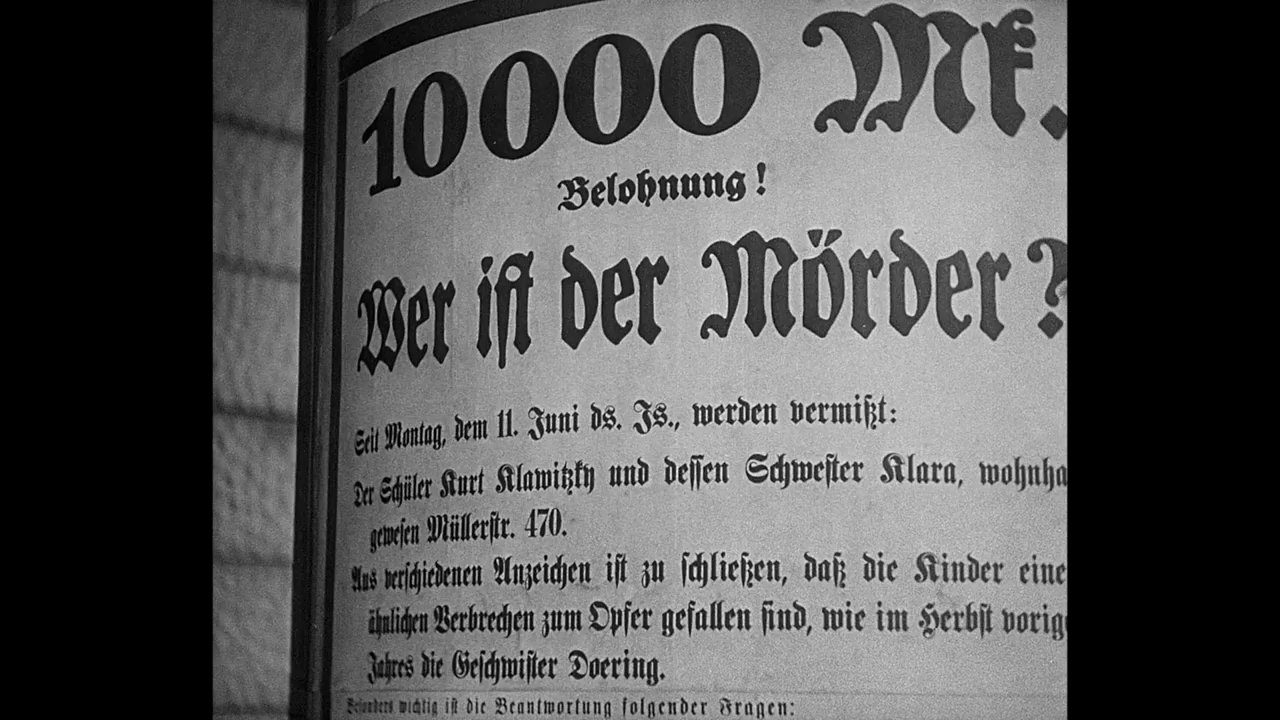 10000 Mk.
Belohnung!
Wer ist der Mörder?
Seit Montag, dem 11. Juni ds. Js., werden vermißt:
Der Schüler Kurt Klawitzky und dessen Schwester Klara, wohnha
gewesen Müllerstr. 470.
Aus verschiedenen Anzeichen ist zu schließen, daß die Kinder eine
ähnlichen Verbrechen zum Opfer gefallen sind, wie im Herbst vorig
Jahres die Geschwister Doering.
Besonders wichtig ist die Beantwortung folgender Fragen: